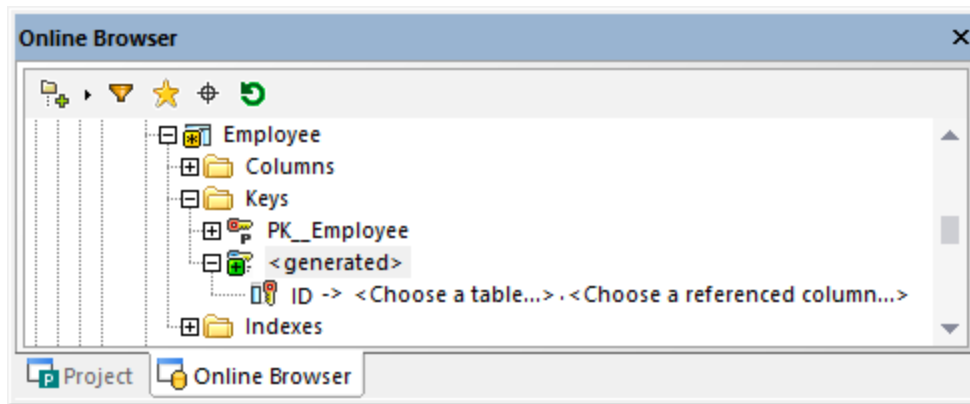 Online Browser
Employee
Columns
Keys
PK__Employee
<generated>
ID -> <Choose a table...>.<Choose a referenced column...>
Indexes
Project Online Browser